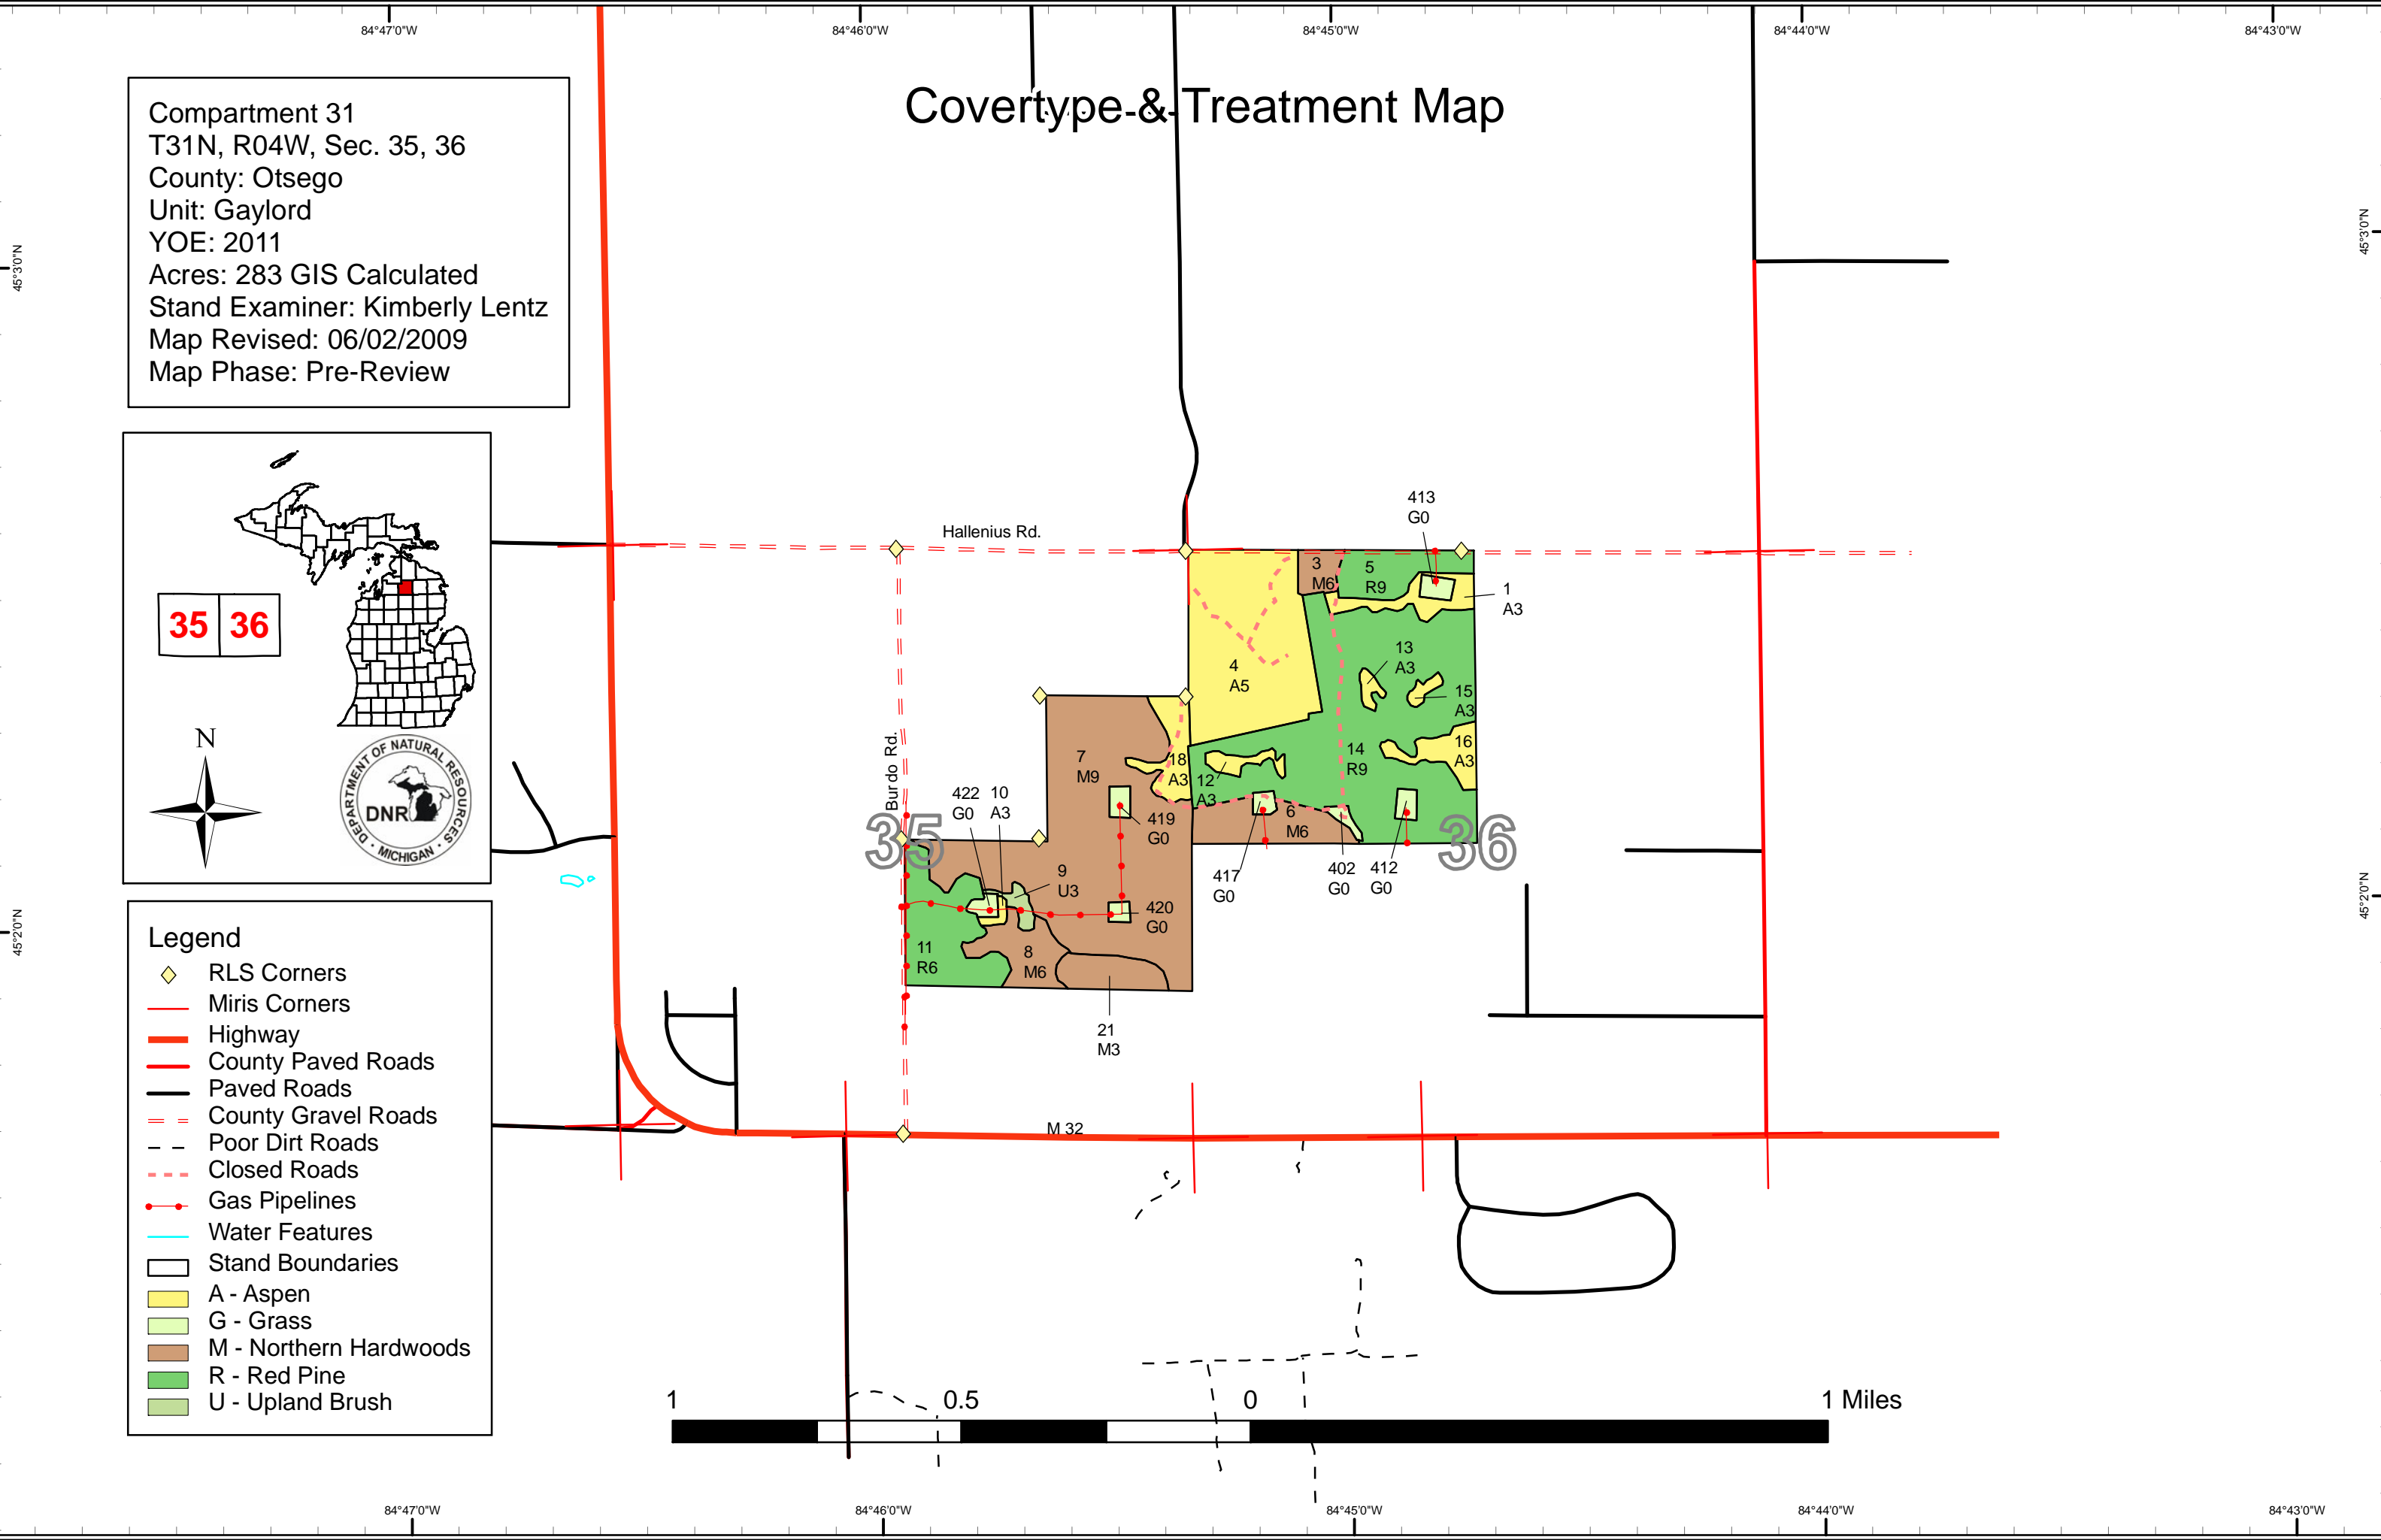 84°47'0"W
84°46'0"W
84°45'0"W
84°44'0"W
84°43'0"W
Covertype & Treatment Map
Compartment 31
T31N, R04W, Sec. 35, 36
County: Otsego
Unit: Gaylord
YOE: 2011
Acres: 283 GIS Calculated
Stand Examiner: Kimberly Lentz
Map Revised: 06/02/2009
Map Phase: Pre-Review
45°3'0"N
45°3'0"N
35
36
N
DEPARTMENT OF NATURAL RESOURCES
DNR
• MICHIGAN •
Hallenius Rd.
413
G0
3
M6
5
R9
1
A3
4
A5
13
A3
15
A3
Burdo Rd.
7
M9
18
A3
12
A3
14
R9
16
A3
422
G0
10
A3
419
G0
6
M6
35
36
9
U3
417
G0
402
G0
412
G0
420
G0
11
R6
8
M6
21
M3
45°2'0"N
45°2'0"N
M 32
Legend
RLS Corners
Miris Corners
Highway
County Paved Roads
Paved Roads
County Gravel Roads
Poor Dirt Roads
Closed Roads
Gas Pipelines
Water Features
Stand Boundaries
A - Aspen
G - Grass
M - Northern Hardwoods
R - Red Pine
U - Upland Brush
1
0.5
0
1 Miles
84°47'0"W
84°46'0"W
84°45'0"W
84°44'0"W
84°43'0"W